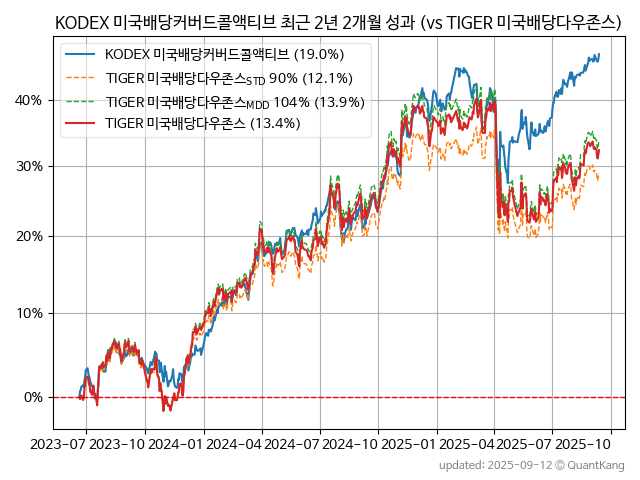 KODEX 미국배당커버드콜액티브 최근 2년 2개월 성과 (vs TIGER 미국배당다우존스)
KODEX 미국배당커버드콜액티브 (19.0%)
TIGER 미국배당다우존스STD 90% (12.1%)
TIGER 미국배당다우존스MDD 104% (13.9%)
TIGER 미국배당다우존스 (13.4%)
40%
30%
20%
10%
0%
2023-07 2023-10 2024-01 2024-04 2024-07 2024-10 2025-01 2025-04 2025-07 2025-10
updated: 2025-09-12 © QuantKang